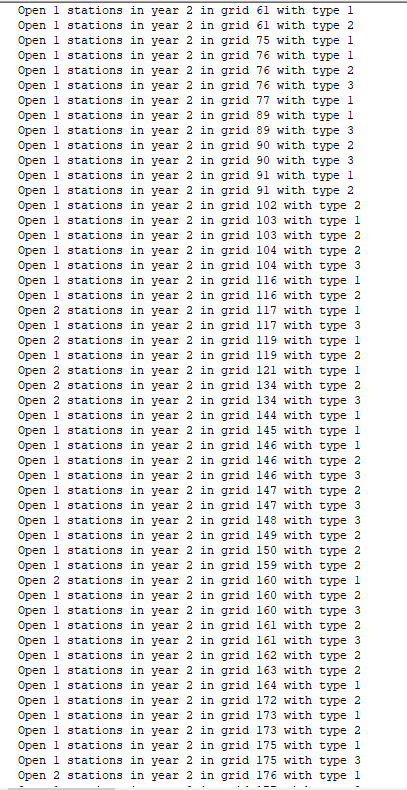 Open 1 stations in year 2 in grid 61 with type 1
Open 1 stations in year 2 in grid 61 with type 2
Open 1 stations in year 2 in grid 75 with type 1
Open 1 stations in year 2 in grid 76 with type 1
Open 1 stations in year 2 in grid 76 with type 2
Open 1 stations in year 2 in grid 76 with type 3
Open 1 stations in year 2 in grid 77 with type 1
Open 1 stations in year 2 in grid 89 with type 1
Open 1 stations in year 2 in grid 89 with type 3
Open 1 stations in year 2 in grid 90 with type 2
Open 1 stations in year 2 in grid 90 with type 3
Open 1 stations in year 2 in grid 91 with type 1
Open 1 stations in year 2 in grid 91 with type 2
Open 1 stations in year 2 in grid 102 with type 2
Open 1 stations in year 2 in grid 103 with type 1
Open 1 stations in year 2 in grid 103 with type 2
Open 1 stations in year 2 in grid 104 with type 2
Open 1 stations in year 2 in grid 104 with type 3
Open 1 stations in year 2 in grid 116 with type 1
Open 1 stations in year 2 in grid 116 with type 2
Open 2 stations in year 2 in grid 117 with type 1
Open 1 stations in year 2 in grid 117 with type 3
Open 2 stations in year 2 in grid 119 with type 1
Open 1 stations in year 2 in grid 119 with type 2
Open 2 stations in year 2 in grid 121 with type 1
Open 2 stations in year 2 in grid 134 with type 2
Open 2 stations in year 2 in grid 134 with type 3
Open 1 stations in year 2 in grid 144 with type 1
Open 1 stations in year 2 in grid 145 with type 1
Open 1 stations in year 2 in grid 146 with type 1
Open 1 stations in year 2 in grid 146 with type 2
Open 1 stations in year 2 in grid 146 with type 3
Open 1 stations in year 2 in grid 147 with type 2
Open 1 stations in year 2 in grid 147 with type 3
Open 1 stations in year 2 in grid 148 with type 3
Open 1 stations in year 2 in grid 149 with type 2
Open 1 stations in year 2 in grid 150 with type 2
Open 1 stations in year 2 in grid 159 with type 2
Open 2 stations in year 2 in grid 160 with type 1
Open 1 stations in year 2 in grid 160 with type 2
Open 1 stations in year 2 in grid 160 with type 3
Open 1 stations in year 2 in grid 161 with type 2
Open 1 stations in year 2 in grid 161 with type 3
Open 1 stations in year 2 in grid 162 with type 2
Open 1 stations in year 2 in grid 163 with type 2
Open 1 stations in year 2 in grid 164 with type 1
Open 1 stations in year 2 in grid 172 with type 2
Open 1 stations in year 2 in grid 173 with type 1
Open 1 stations in year 2 in grid 173 with type 2
Open 1 stations in year 2 in grid 175 with type 1
Open 1 stations in year 2 in grid 175 with type 3
Open 2 stations in year 2 in grid 176 with type 1